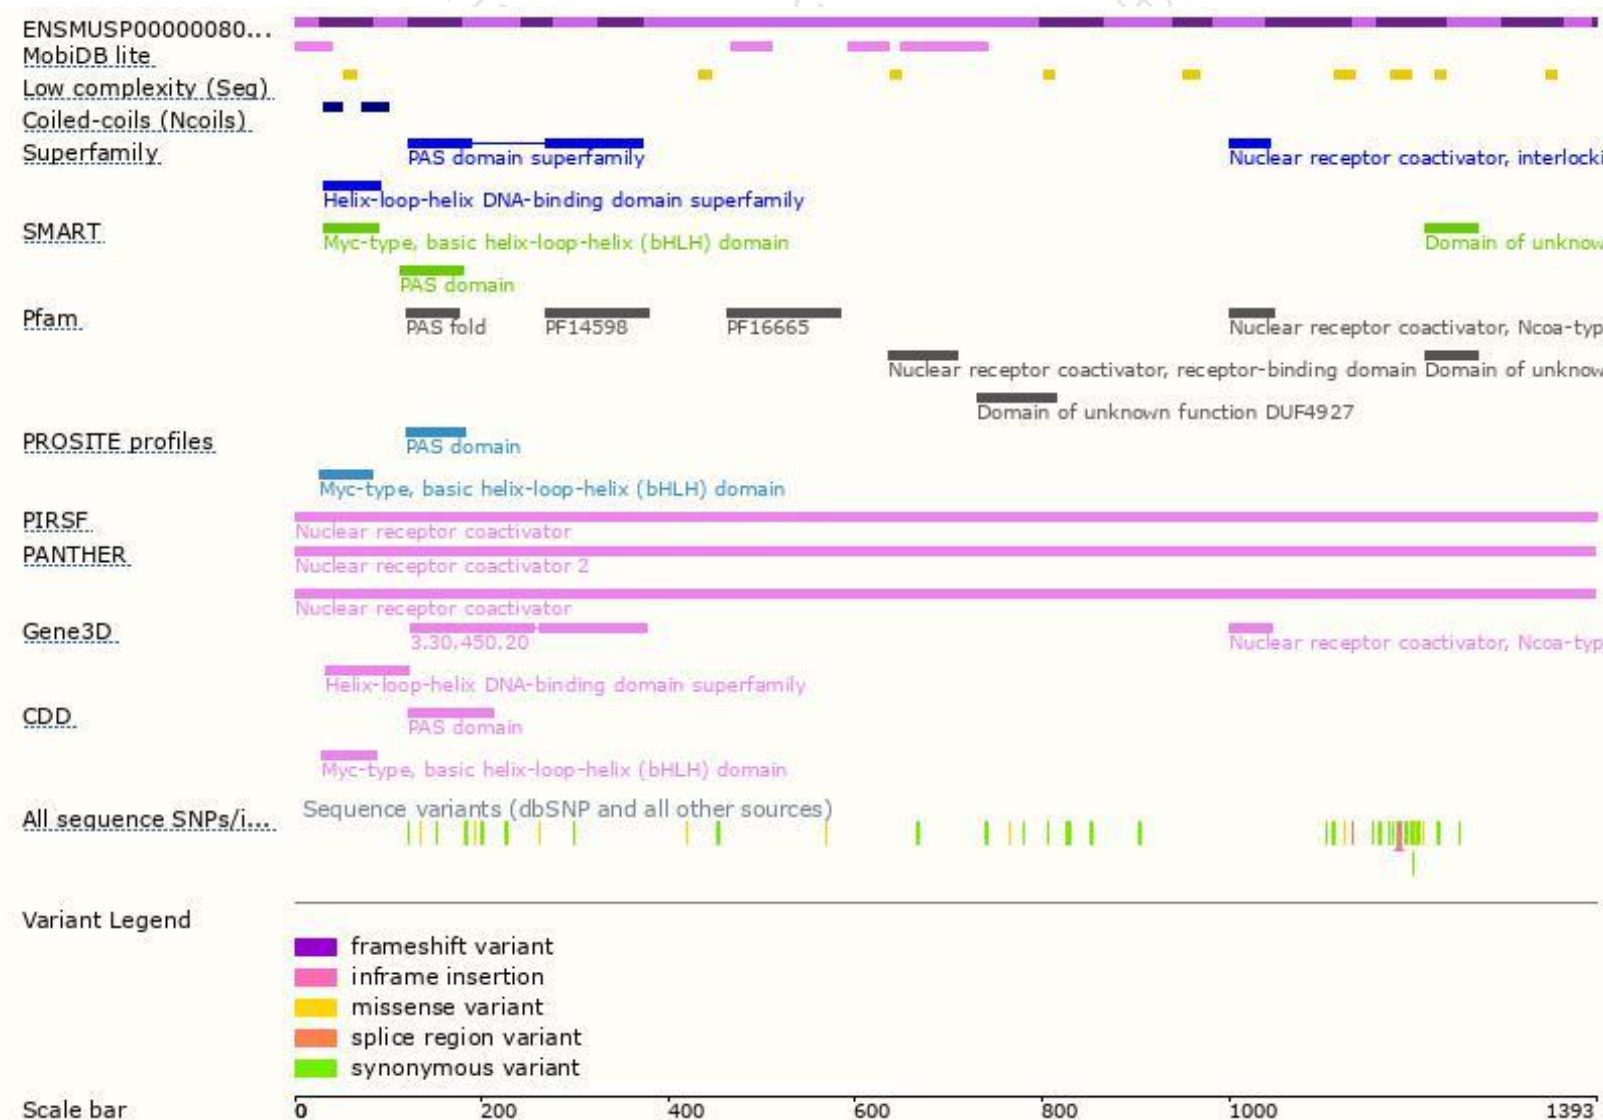 ENSMUSP00000080...
MobiDB lite
Low complexity (Seg)
Coiled-coils (Ncoils)
Superfamily
PAS domain superfamily
Nuclear receptor coactivator, interlocki
Helix-loop-helix DNA-binding domain superfamily
SMART
Myc-type, basic helix-loop-helix (bHLH) domain
Domain of unknow
PAS domain
Pfam
PAS fold
PF14598
PF16665
Nuclear receptor coactivator, Ncoa-typ
Nuclear receptor coactivator, receptor-binding domain
Domain of unknow
Domain of unknown function DUF4927
PROSITE profiles
PAS domain
Myc-type, basic helix-loop-helix (bHLH) domain
PIRSF
Nuclear receptor coactivator
PANTHER
Nuclear receptor coactivator 2
Nuclear receptor coactivator
Gene3D
3.30.450.20
Nuclear receptor coactivator, Ncoa-typ
Helix-loop-helix DNA-binding domain superfamily
CDD
PAS domain
Myc-type, basic helix-loop-helix (bHLH) domain
All sequence SNPs/i...
Sequence variants (dbSNP and all other sources)
Variant Legend
frameshift variant
inframe insertion
missense variant
splice region variant
synonymous variant
Scale bar
0 200 400 600 800 1000 1393